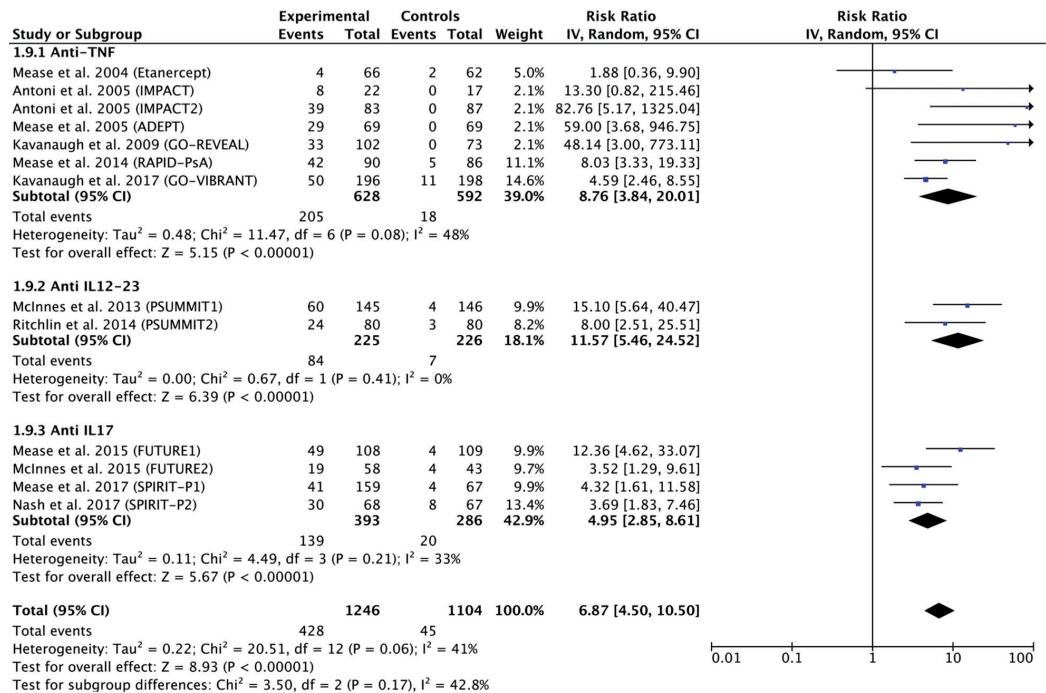 Experimental Controls Risk Ratio Risk Ratio
Study or Subgroup Events Total Events Total Weight IV, Random, 95% CI IV, Random, 95% CI
1.9.1 Anti-TNF
Mease et al. 2004 (Etanercept) 4 66 2 62 5.0% 1.88 [0.36, 9.90]
Antoni et al. 2005 (IMPACT) 8 22 0 17 2.1% 13.30 [0.82, 215.46]
Antoni et al. 2005 (IMPACT2) 39 83 0 87 2.1% 82.76 [5.17, 1325.04]
Mease et al. 2005 (ADEPT) 29 69 0 69 2.1% 59.00 [3.68, 946.75]
Kavanaugh et al. 2009 (GO-REVEAL) 33 102 0 73 2.1% 48.14 [3.00, 773.11]
Mease et al. 2014 (RAPID-PsA) 42 90 5 86 11.1% 8.03 [3.33, 19.33]
Kavanaugh et al. 2017 (GO-VIBRANT) 50 196 11 198 14.6% 4.59 [2.46, 8.55]
Subtotal (95% CI) 628 592 39.0% 8.76 [3.84, 20.01]
Total events 205 18
Heterogeneity: Tau² = 0.48; Chi² = 11.47, df = 6 (P = 0.08); I² = 48%
Test for overall effect: Z = 5.15 (P < 0.00001)
1.9.2 Anti IL12-23
McInnes et al. 2013 (PSUMMIT1) 60 145 4 146 9.9% 15.10 [5.64, 40.47]
Ritchlin et al. 2014 (PSUMMIT2) 24 80 3 80 8.2% 8.00 [2.51, 25.51]
Subtotal (95% CI) 225 226 18.1% 11.57 [5.46, 24.52]
Total events 84 7
Heterogeneity: Tau² = 0.00; Chi² = 0.67, df = 1 (P = 0.41); I² = 0%
Test for overall effect: Z = 6.39 (P < 0.00001)
1.9.3 Anti IL17
Mease et al. 2015 (FUTURE1) 49 108 4 109 9.9% 12.36 [4.62, 33.07]
McInnes et al. 2015 (FUTURE2) 19 58 4 43 9.7% 3.52 [1.29, 9.61]
Mease et al. 2017 (SPIRIT-P1) 41 159 4 67 9.9% 4.32 [1.61, 11.58]
Nash et al. 2017 (SPIRIT-P2) 30 68 8 67 13.4% 3.69 [1.83, 7.46]
Subtotal (95% CI) 393 286 42.9% 4.95 [2.85, 8.61]
Total events 139 20
Heterogeneity: Tau² = 0.11; Chi² = 4.49, df = 3 (P = 0.21); I² = 33%
Test for overall effect: Z = 5.67 (P < 0.00001)
Total (95% CI) 1246 1104 100.0% 6.87 [4.50, 10.50]
Total events 428 45
Heterogeneity: Tau² = 0.22; Chi² = 20.51, df = 12 (P = 0.06); I² = 41%
Test for overall effect: Z = 8.93 (P < 0.00001)
Test for subgroup differences: Chi² = 3.50, df = 2 (P = 0.17), I² = 42.8%
0.01 0.1 1 10 100